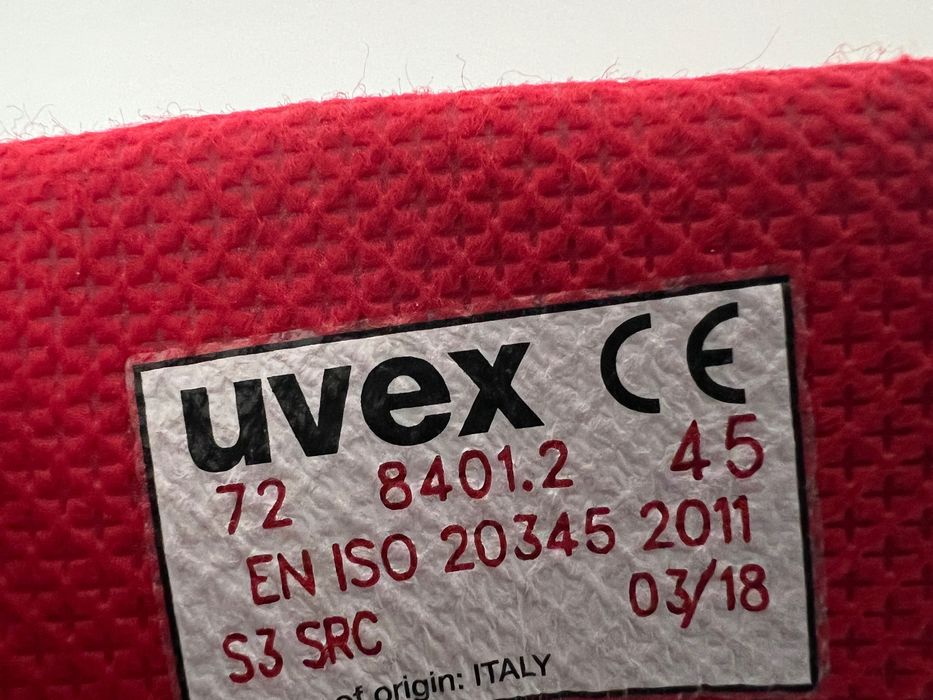 uvex CE
72 8401.2 45
EN ISO 20345 2011
S3 SRC 03/18
of origin: ITALY